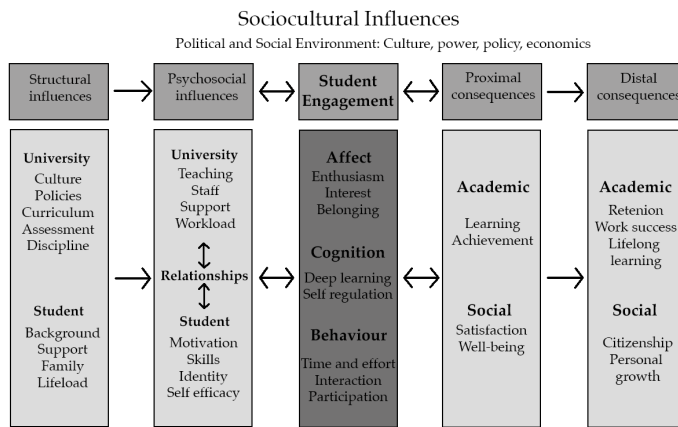 Sociocultural Influences
Political and Social Environment: Culture, power, policy, economics
Structural
influences
Psychosocial
influences
Student
Engagement
Proximal
consequences
Distal
consequences
University
Culture
Policies
Curriculum
Assessment
Discipline
Student
Background
Support
Family
Lifeload
University
Teaching
Staff
Support
Workload
Relationships
Student
Motivation
Skills
Identity
Self efficacy
Affect
Enthusiasm
Interest
Belonging
Cognition
Deep learning
Self regulation
Behaviour
Time and effort
Interaction
Participation
Academic
Learning
Achievement
Social
Satisfaction
Well-being
Academic
Retenion
Work success
Lifelong
learning
Social
Citizenship
Personal
growth